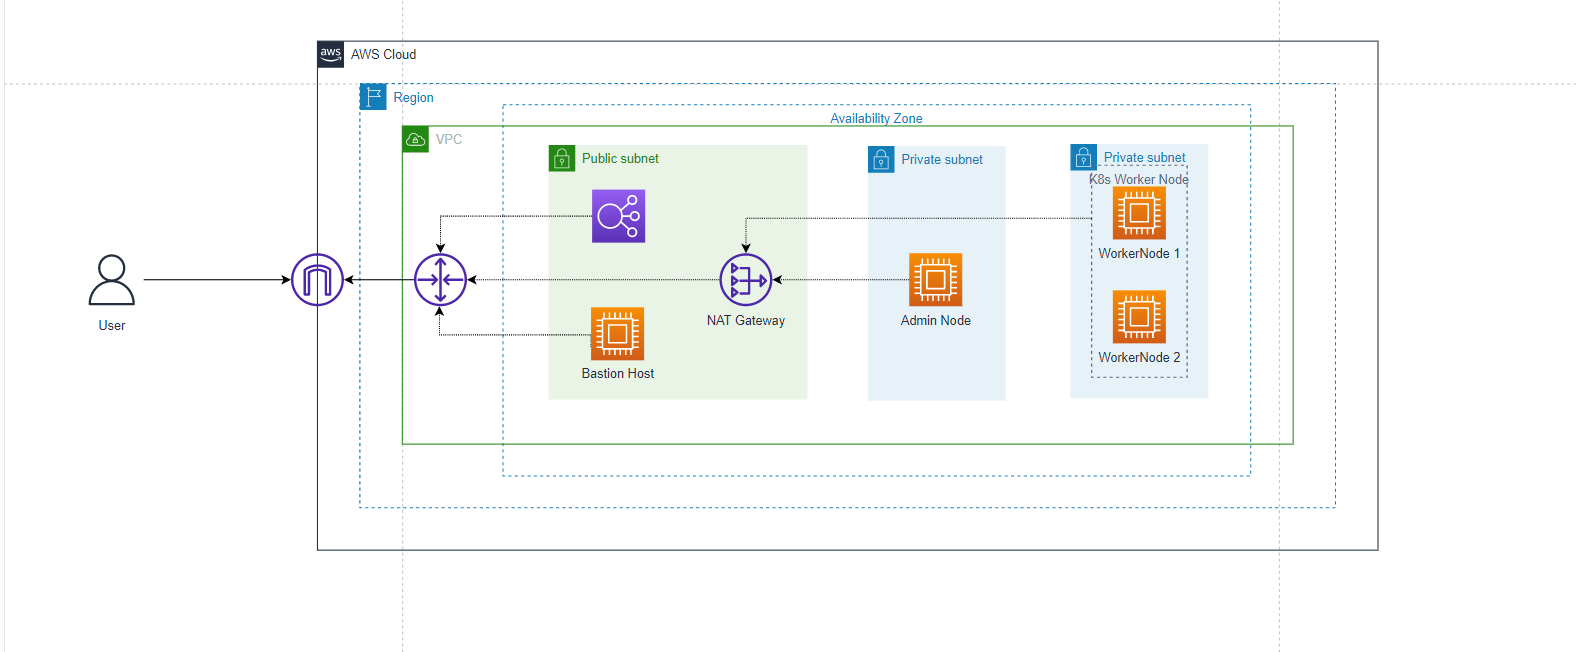 aws
AWS Cloud
Region
Availability Zone
VPC
Public subnet
Private subnet
Private subnet
K8s Worker Node
WorkerNode 1
User
NAT Gateway
Admin Node
WorkerNode 2
Bastion Host